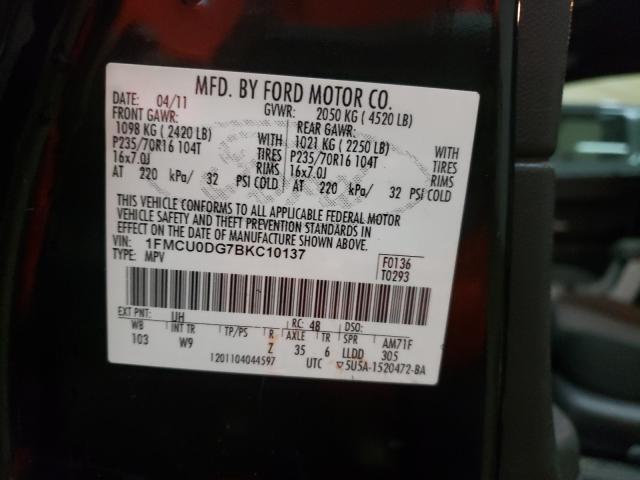 MFD. BY FORD MOTOR CO.
DATE: 04/11 GVWR: 2050 KG ( 4520 LB)
FRONT GAWR: REAR GAWR:
1098 KG ( 2420 LB) WITH 1021 KG ( 2250 LB) WITH
P235/70R16 104T TIRES P235/70R16 104T TIRES
16x7.0J RIMS 16x7.0J RIMS
AT 220 kPa/ 32 PSI COLD AT 220 kPa/ 32 PSI COLD
THIS VEHICLE CONFORMS TO ALL APPLICABLE FEDERAL MOTOR
VEHICLE SAFETY AND THEFT PREVENTION STANDARDS IN
EFFECT ON THE DATE OF MANUFACTURE SHOWN ABOVE.
VIN: 1FMCU0DG7BKC10137 F0136
TYPE: MPV T0293
EXT PNT: UH RC: 48 DSO:
WB INT TR TP/PS R AXLE TR SPR AM71F
103 W9 Z 35 6 LLDD 305
1201104044597 UTC ▽5U5A-1520472-BA